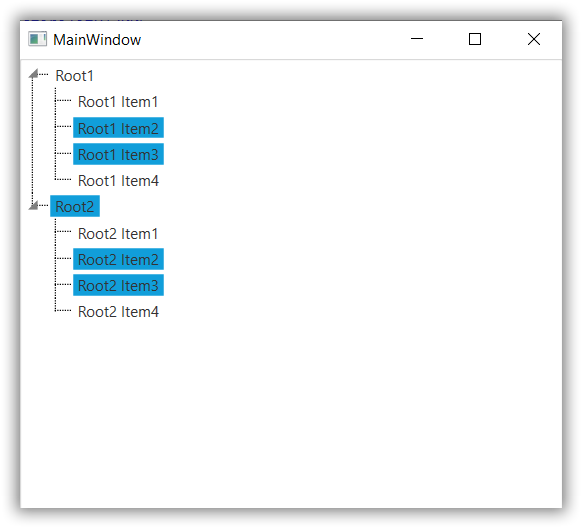 MainWindow
Root1
Root1 Item1
Root1 Item2
Root1 Item3
Root1 Item4
Root2
Root2 Item1
Root2 Item2
Root2 Item3
Root2 Item4